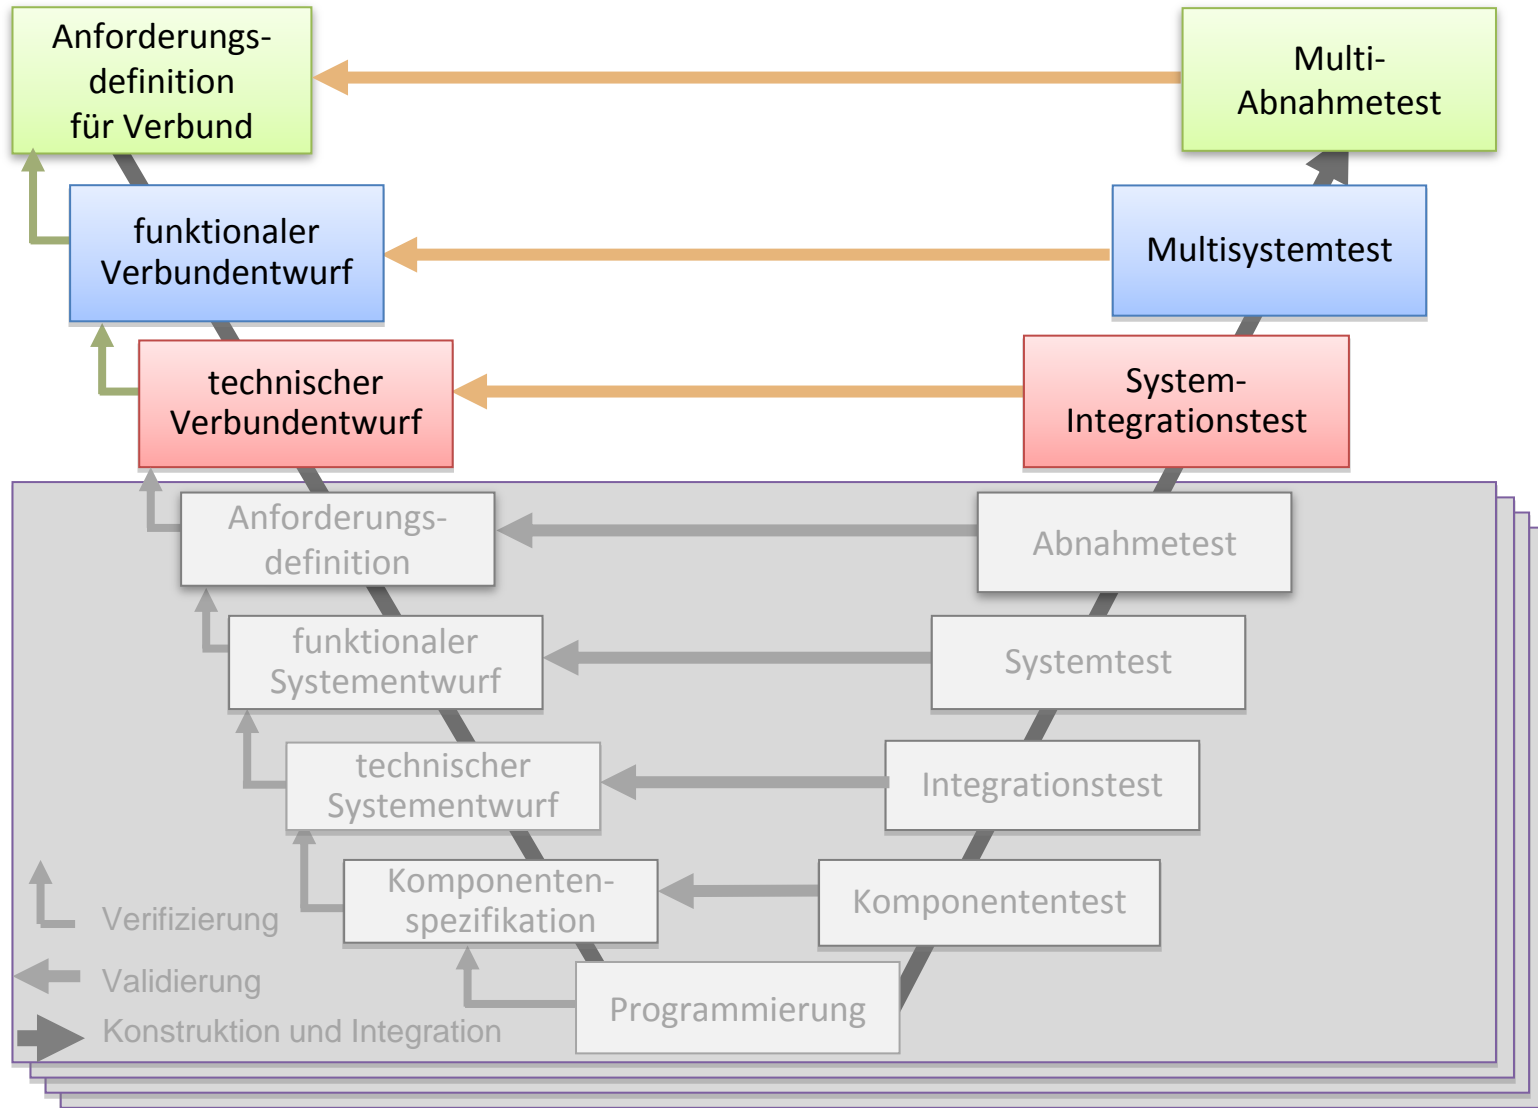 Anforderungs-
definition
für Verbund
Multi-
Abnahmetest
funktionaler
Verbundentwurf
Multisystemtest
technischer
Verbundentwurf
System-
Integrationstest
Anforderungs-
definition
Abnahmetest
funktionaler
Systementwurf
Systemtest
technischer
Systementwurf
Integrationstest
Komponenten-
spezifikation
Komponententest
Programmierung
Verifizierung
Validierung
Konstruktion und Integration